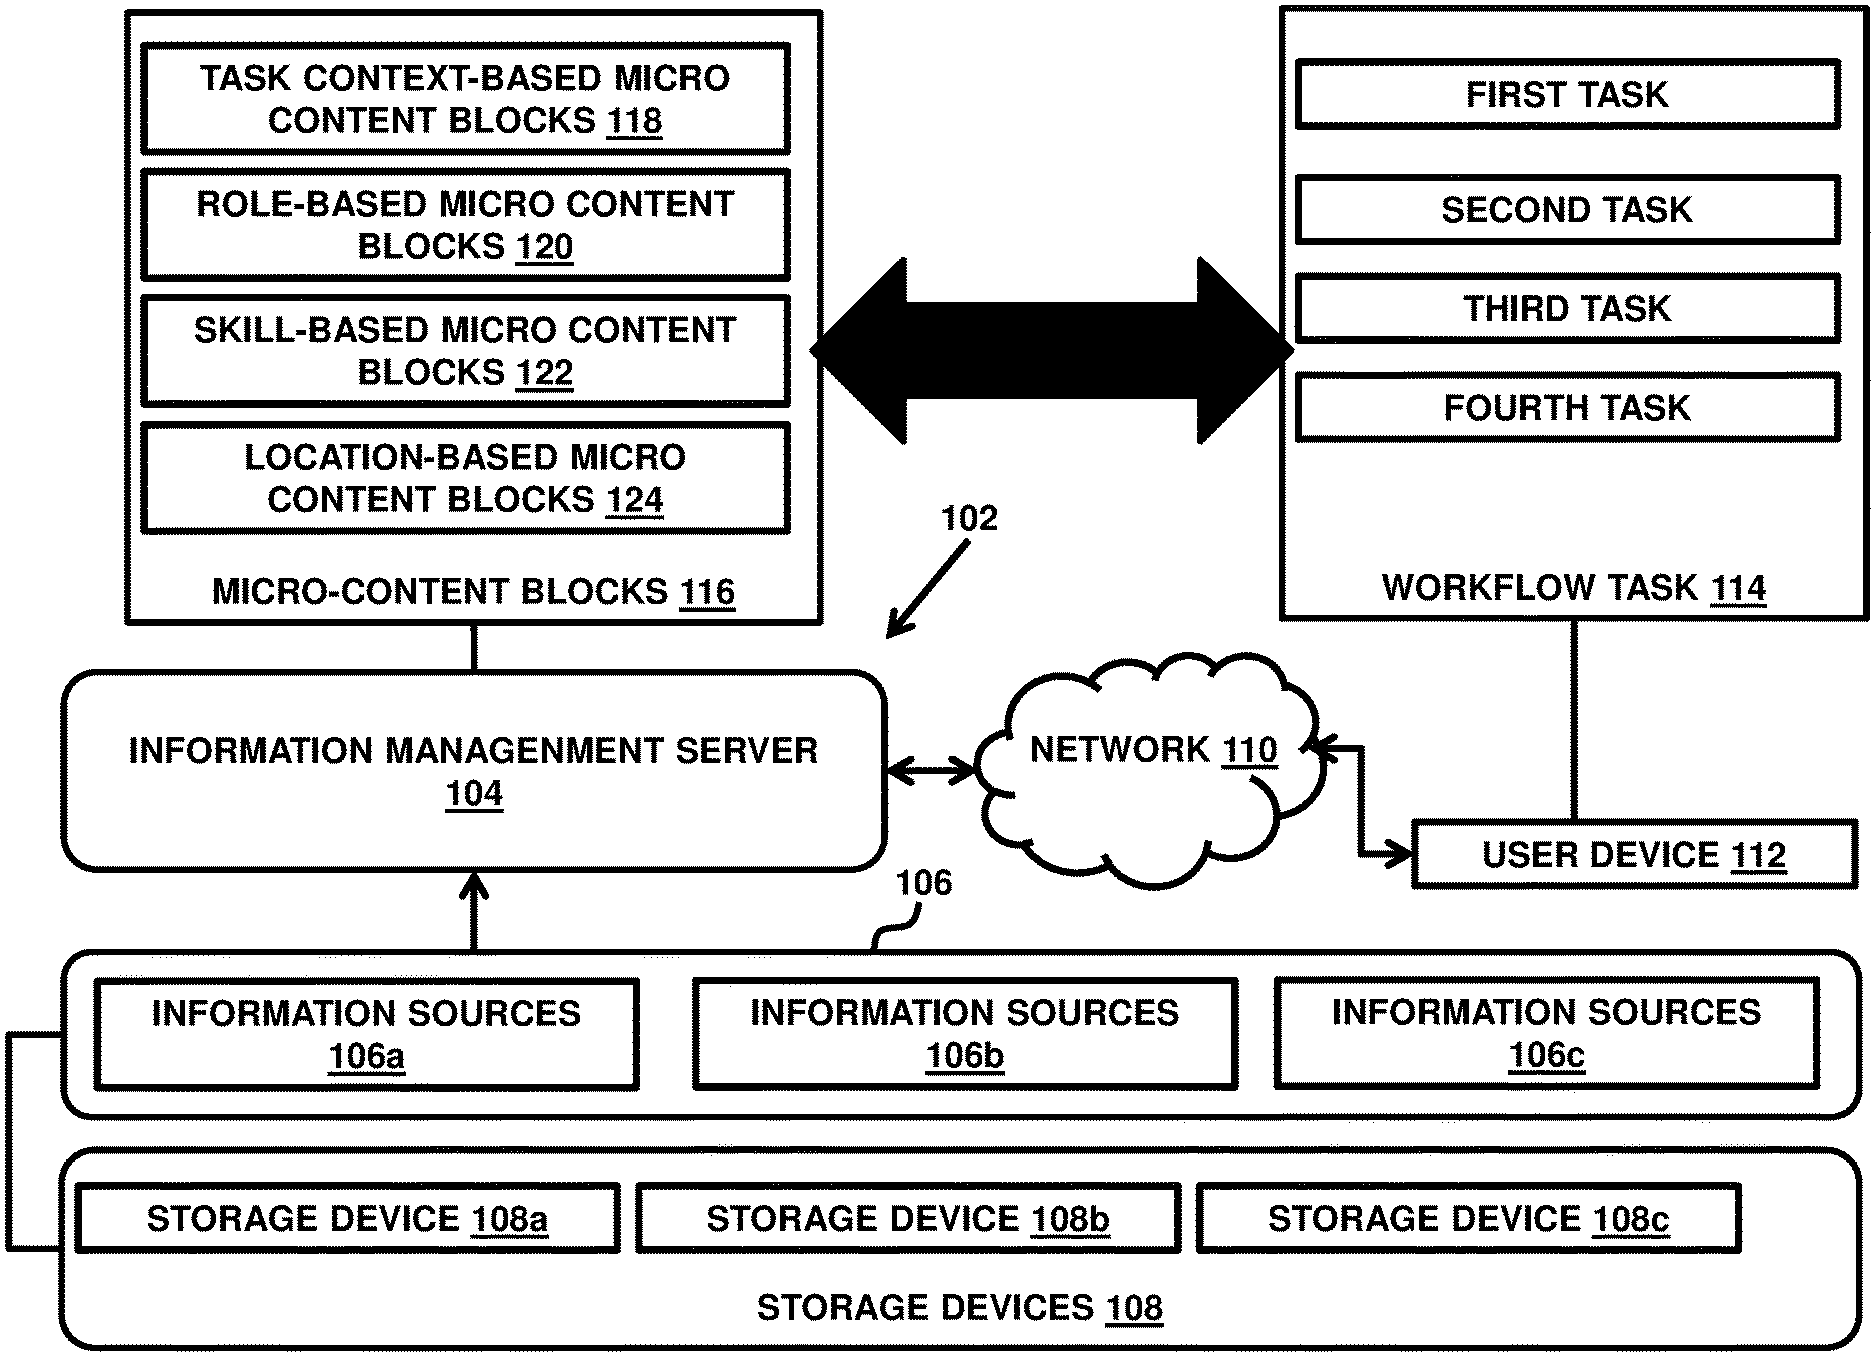 TASK CONTEXT-BASED MICRO
CONTENT BLOCKS 118
ROLE-BASED MICRO CONTENT
BLOCKS 120
SKILL-BASED MICRO CONTENT
BLOCKS 122
LOCATION-BASED MICRO
CONTENT BLOCKS 124
MICRO-CONTENT BLOCKS 116
FIRST TASK
SECOND TASK
THIRD TASK
FOURTH TASK
WORKFLOW TASK 114
102
INFORMATION MANAGENMENT SERVER
104
NETWORK 110
USER DEVICE 112
106
INFORMATION SOURCES
106a
INFORMATION SOURCES
106b
INFORMATION SOURCES
106c
STORAGE DEVICE 108a
STORAGE DEVICE 108b
STORAGE DEVICE 108c
STORAGE DEVICES 108